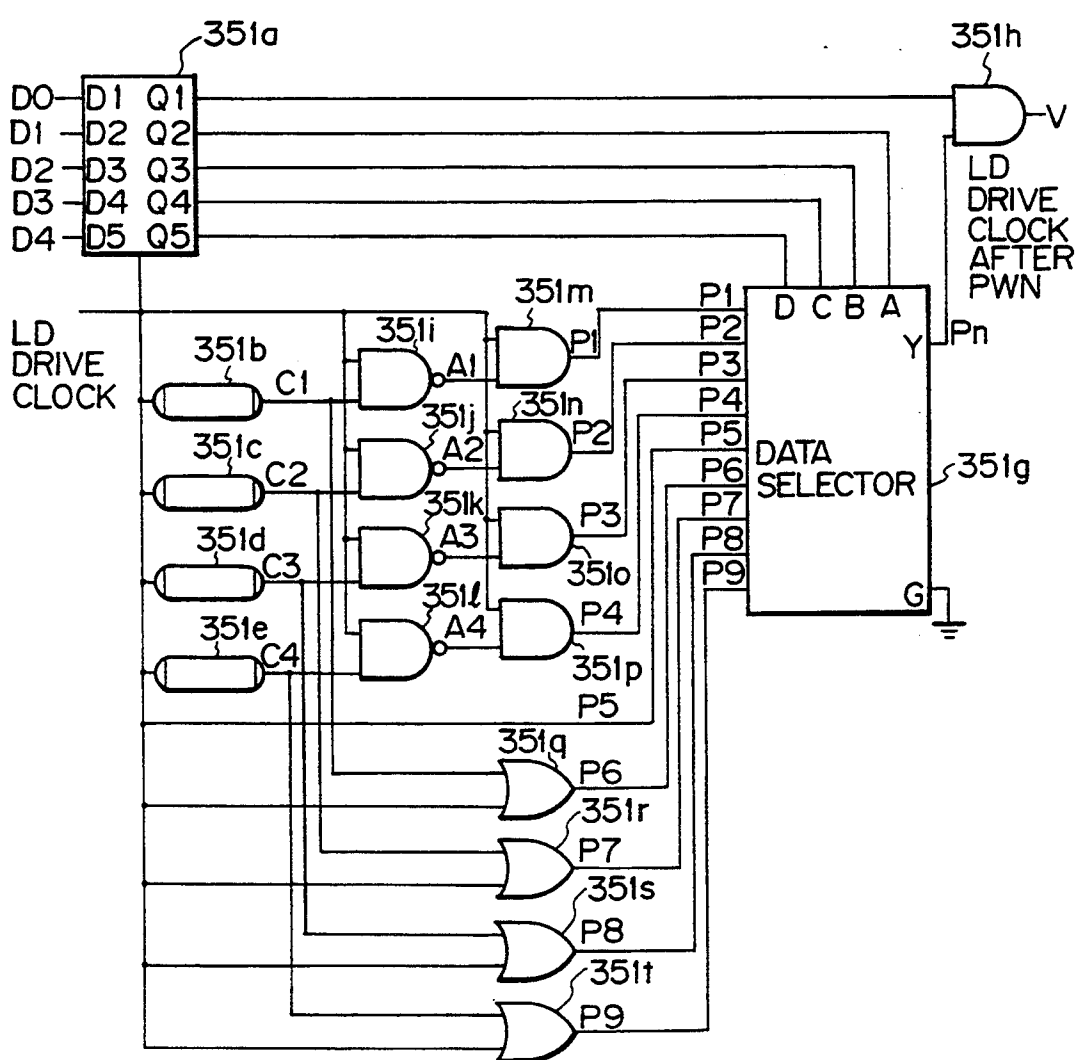 351a
351h
D0 D1 Q1
D1 D2 Q2
D2 D3 Q3
D3 D4 Q4
D4 D5 Q5
V
LD
DRIVE
CLOCK
AFTER
PWN
LD
DRIVE
CLOCK
351b
C1
351c
C2
351d
C3
351e
C4
351i
A1
351j
A2
351k
A3
351l
A4
351m
P1
351n
P2
P3
351o
P4
351p
P5
351q
P6
351r
P7
351s
P8
351t
P9
P1
P2
P3
P4
P5
P6
P7
P8
P9
D C B A
Y
Pn
DATA
SELECTOR
351g
G